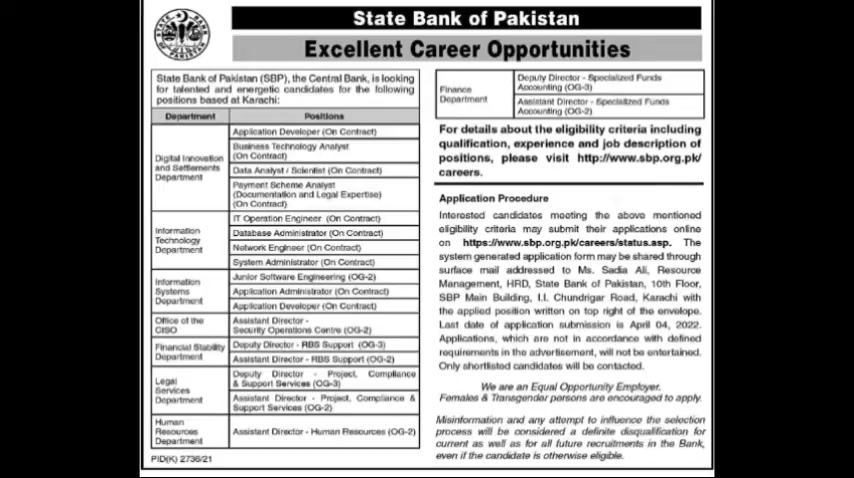 STATE BANK OF PAKISTAN
State Bank of Pakistan
Excellent Career Opportunities
State Bank of Pakistan (SBP), the Central Bank, is looking
for talented and energetic candidates for the following
positions based at Karachi:
Department Positions
Digital Innovation
and Settlements
Department
Application Developer (On Contract)
Business Technology Analyst
(On Contract)
Data Analyst / Scientist (On Contract)
Payment Scheme Analyst
(Documentation and Legal Expertise)
(On Contract)
Information
Technology
Department
IT Operation Engineer (On Contract)
Database Administrator (On Contract)
Network Engineer (On Contract)
System Administrator (On Contract)
Information
Systems
Department
Junior Software Engineering (OG-2)
Application Administrator (On Contract)
Application Developer (On Contract)
Office of the
CISO
Assistant Director -
Security Operations Centre (OG-2)
Financial Stability
Department
Deputy Director - RBS Support (OG-3)
Assistant Director - RBS Support (OG-2)
Legal
Services
Department
Deputy Director - Project, Compliance
& Support Services (OG-3)
Assistant Director - Project, Compliance &
Support Services (OG-2)
Human
Resources
Department
Assistant Director - Human Resources (OG-2)
PID(K) 2736/21
Finance
Department
Deputy Director - Specialized Funds
Accounting (OG-3)
Assistant Director - Specialized Funds
Accounting (OG-2)
For details about the eligibility criteria including
qualification, experience and job description of
positions, please visit http://www.sbp.org.pk/
careers.
Application Procedure
Interested candidates meeting the above mentioned
eligibility criteria may submit their applications online
on https://www.sbp.org.pk/careers/status.asp. The
system generated application form may be shared through
surface mail addressed to Ms. Sadia Ali, Resource
Management, HRD, State Bank of Pakistan, 10th Floor,
SBP Main Building, I.I. Chundrigar Road, Karachi with
the applied position written on top right of the envelope.
Last date of application submission is April 04, 2022.
Applications, which are not in accordance with defined
requirements in the advertisement, will not be entertained.
Only shortlisted candidates will be contacted.
We are an Equal Opportunity Employer.
Females & Transgender persons are encouraged to apply.
Misinformation and any attempt to influence the selection
process will be considered a definite disqualification for
current as well as for all future recruitments in the Bank,
even if the candidate is otherwise eligible.